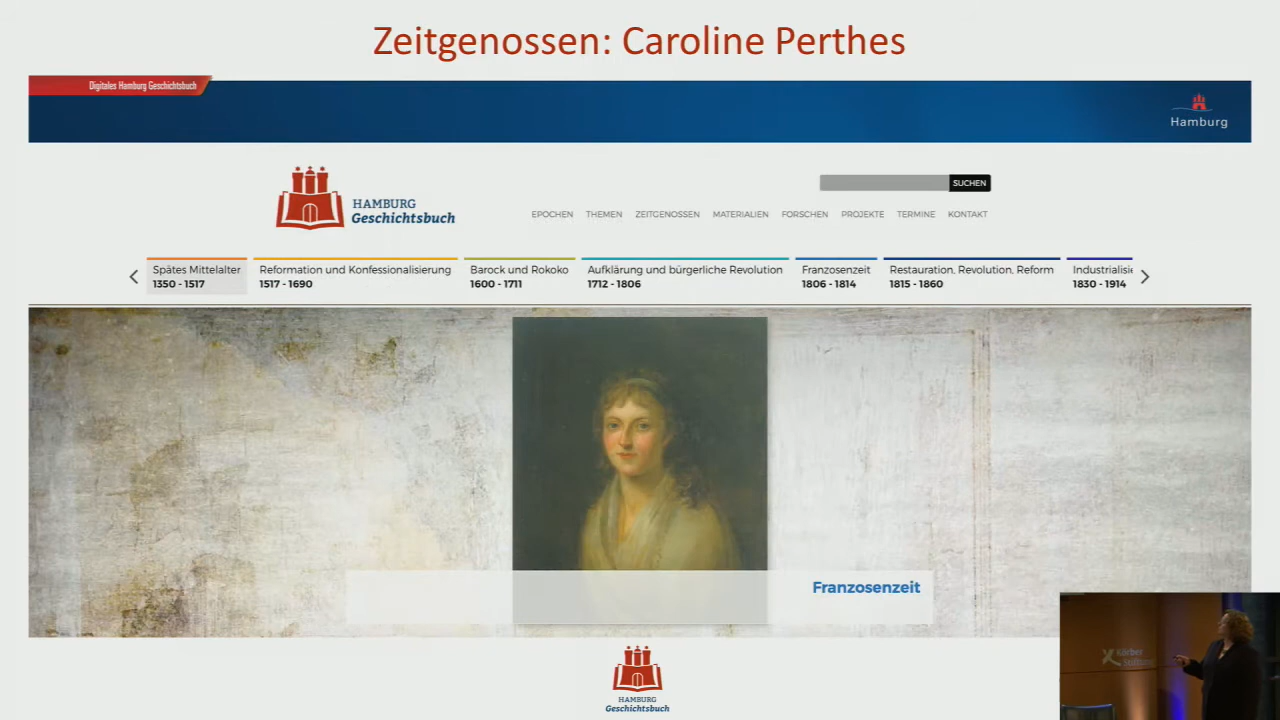 Zeitgenossen: Caroline Perthes
Digitales Hamburg Geschichtsbuch
Hamburg
HAMBURG
Geschichtsbuch
SUCHEN
EPOCHEN THEMEN ZEITGENOSSEN MATERIALIEN FORSCHEN PROJEKTE TERMINE KONTAKT
Spätes Mittelalter
1350 - 1517
Reformation und Konfessionalisierung
1517 - 1690
Barock und Rokoko
1600 - 1711
Aufklärung und bürgerliche Revolution
1712 - 1806
Franzosenzeit
1806 - 1814
Restauration, Revolution, Reform
1815 - 1860
1830 - 1914
Franzosenzeit
Körber
Stiftung
HAMBURG
Geschichtsbuch